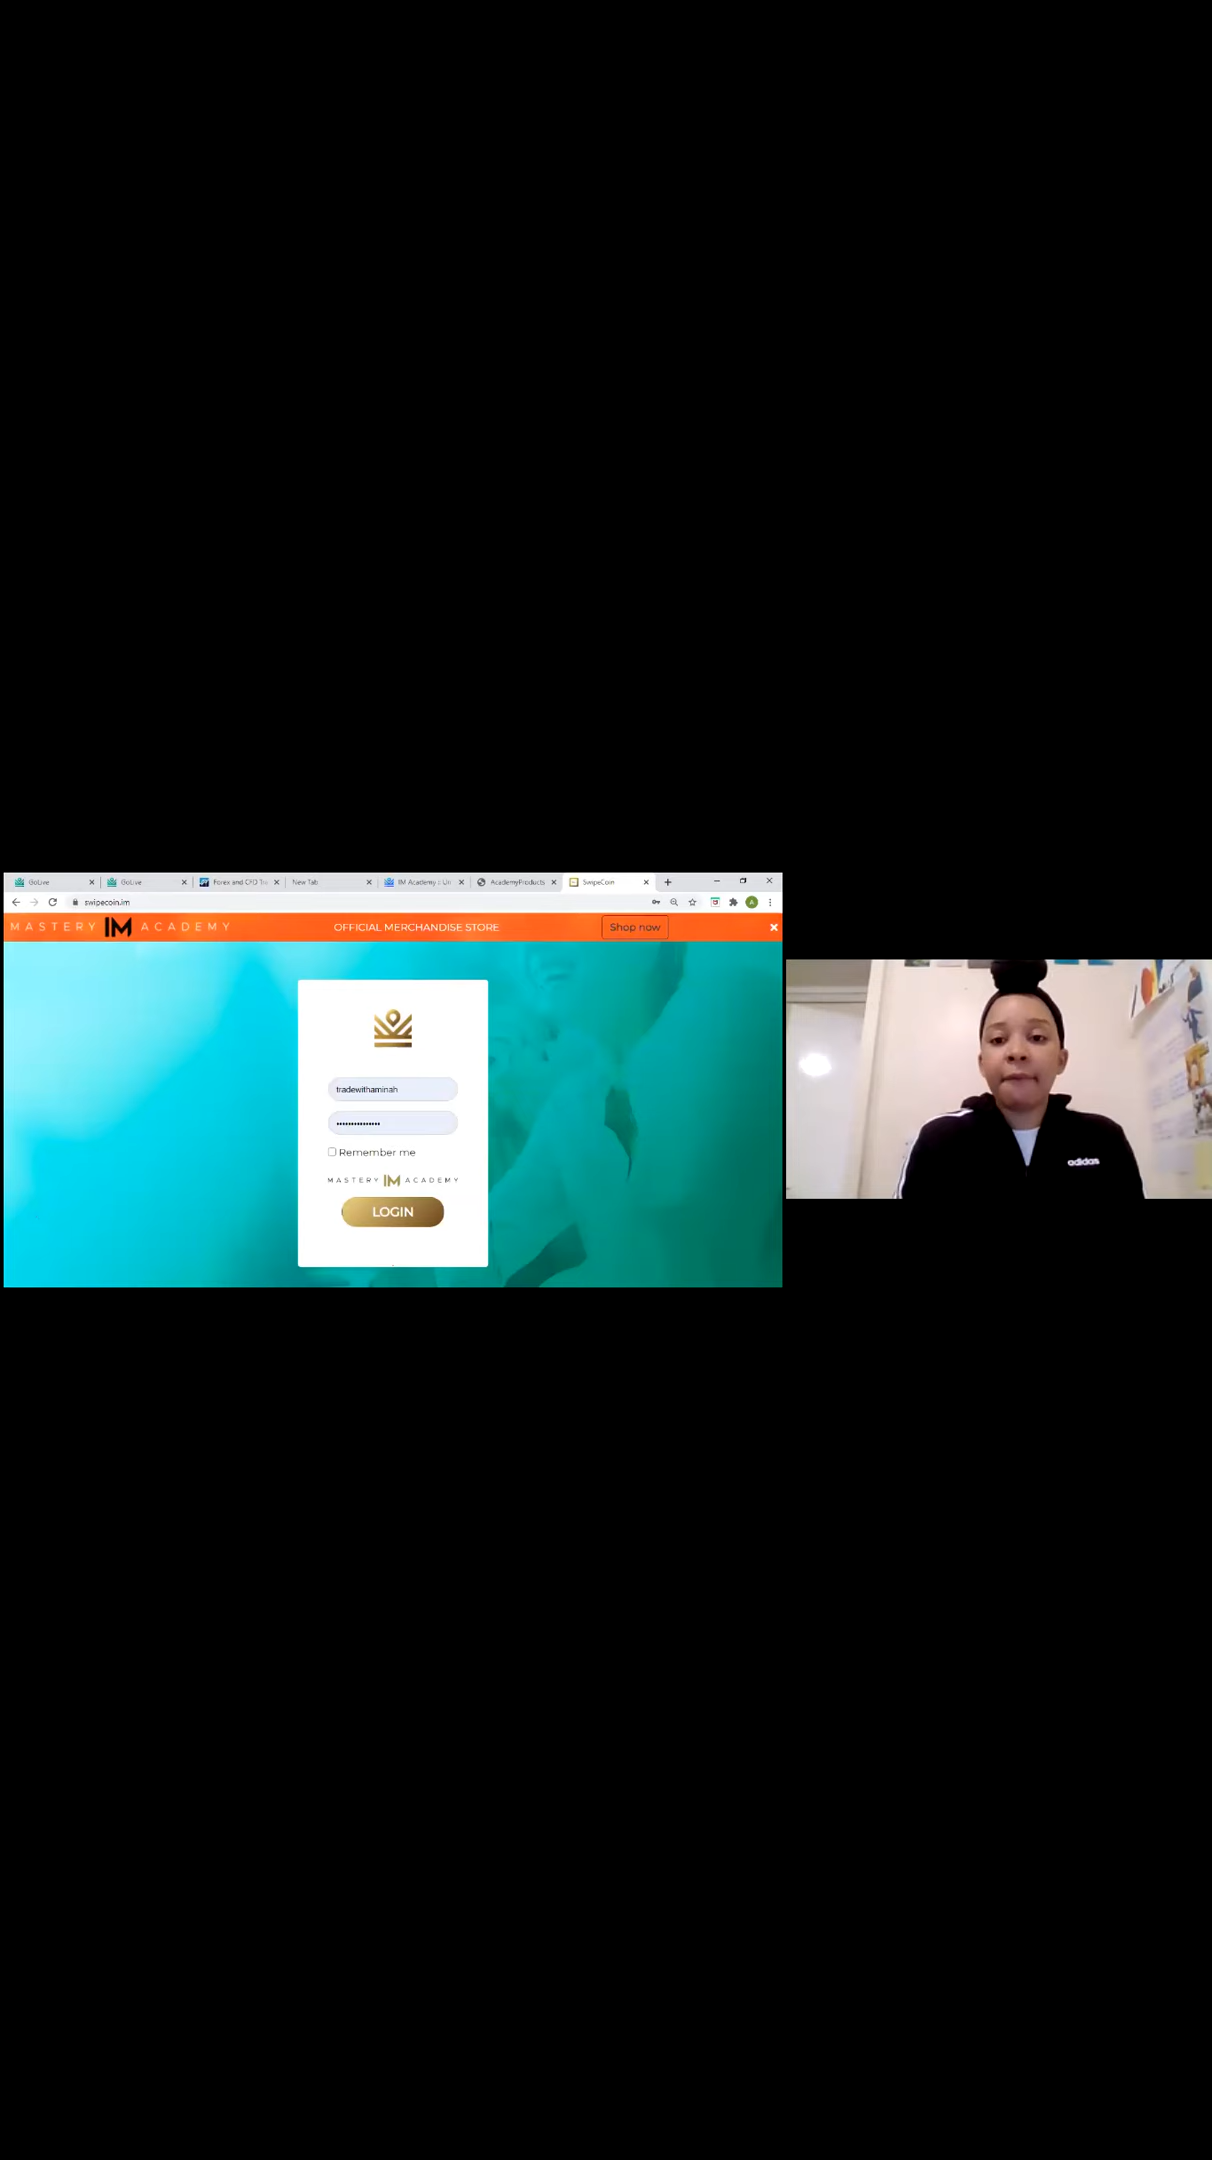 GoLive
GoLive
Forex and CFD Tra
New Tab
IM Academy :: Un
AcademyProducts
SwipeCoin
swipecoin.im
A
MASTERY IM ACADEMY
OFFICIAL MERCHANDISE STORE
Shop now
tradewithaminah
Remember me
MASTERY IM ACADEMY
LOGIN
adidas